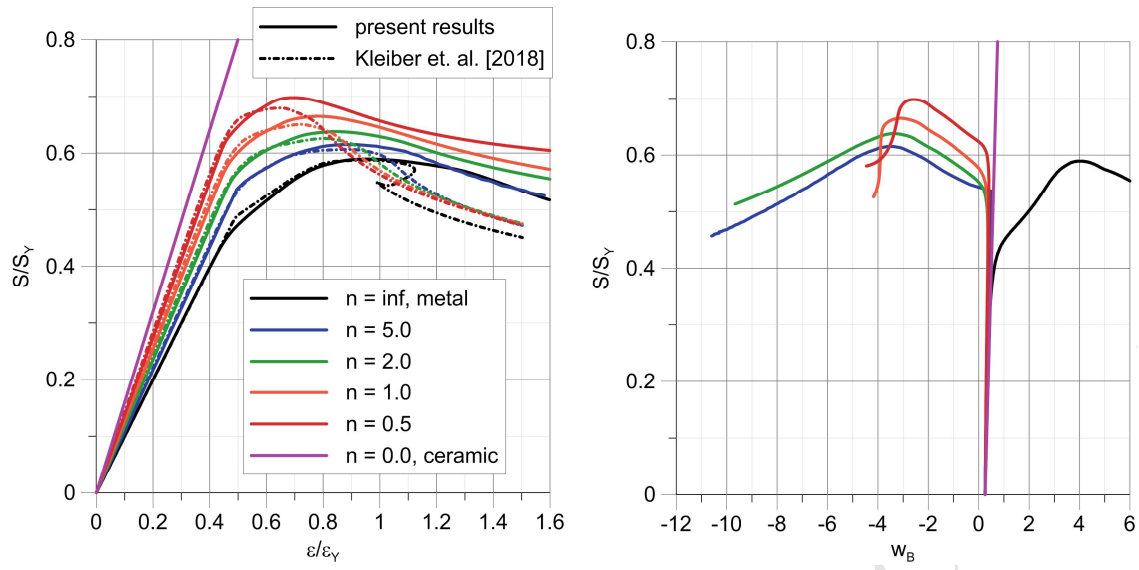 present results
Kleiber et. al. [2018]
0.8
0.6
0.4
0.2
0
S/S_Y
n = inf, metal
n = 5.0
n = 2.0
n = 1.0
n = 0.5
n = 0.0, ceramic
0 0.2 0.4 0.6 0.8 1 1.2 1.4 1.6
ε/ε_Y
0.8
0.6
0.4
0.2
0
S/S_Y
-12 -10 -8 -6 -4 -2 0 2 4 6
w_B